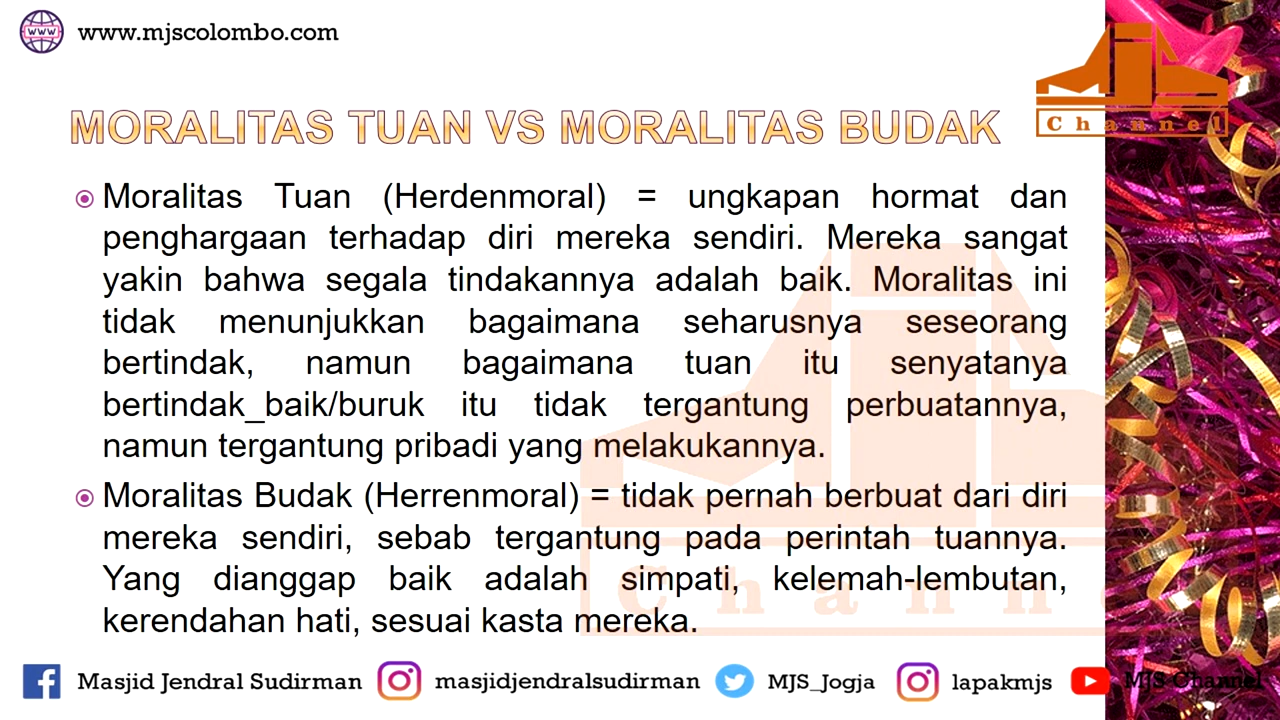 www.mjscolombo.com
MJS
Channel
MORALITAS TUAN VS MORALITAS BUDAK
Moralitas Tuan (Herdenmoral) = ungkapan hormat dan
penghargaan terhadap diri mereka sendiri. Mereka sangat
yakin bahwa segala tindakannya adalah baik. Moralitas ini
tidak menunjukkan bagaimana seharusnya seseorang
bertindak, namun bagaimana tuan itu senyatanya
bertindak_baik/buruk itu tidak tergantung perbuatannya,
namun tergantung pribadi yang melakukannya.
Moralitas Budak (Herrenmoral) = tidak pernah berbuat dari diri
mereka sendiri, sebab tergantung pada perintah tuannya.
Yang dianggap baik adalah simpati, kelemah-lembutan,
kerendahan hati, sesuai kasta mereka.
Channe
Masjid Jendral Sudirman masjidjendralsudirman MJS_Jogja lapakmjs MJS Channel